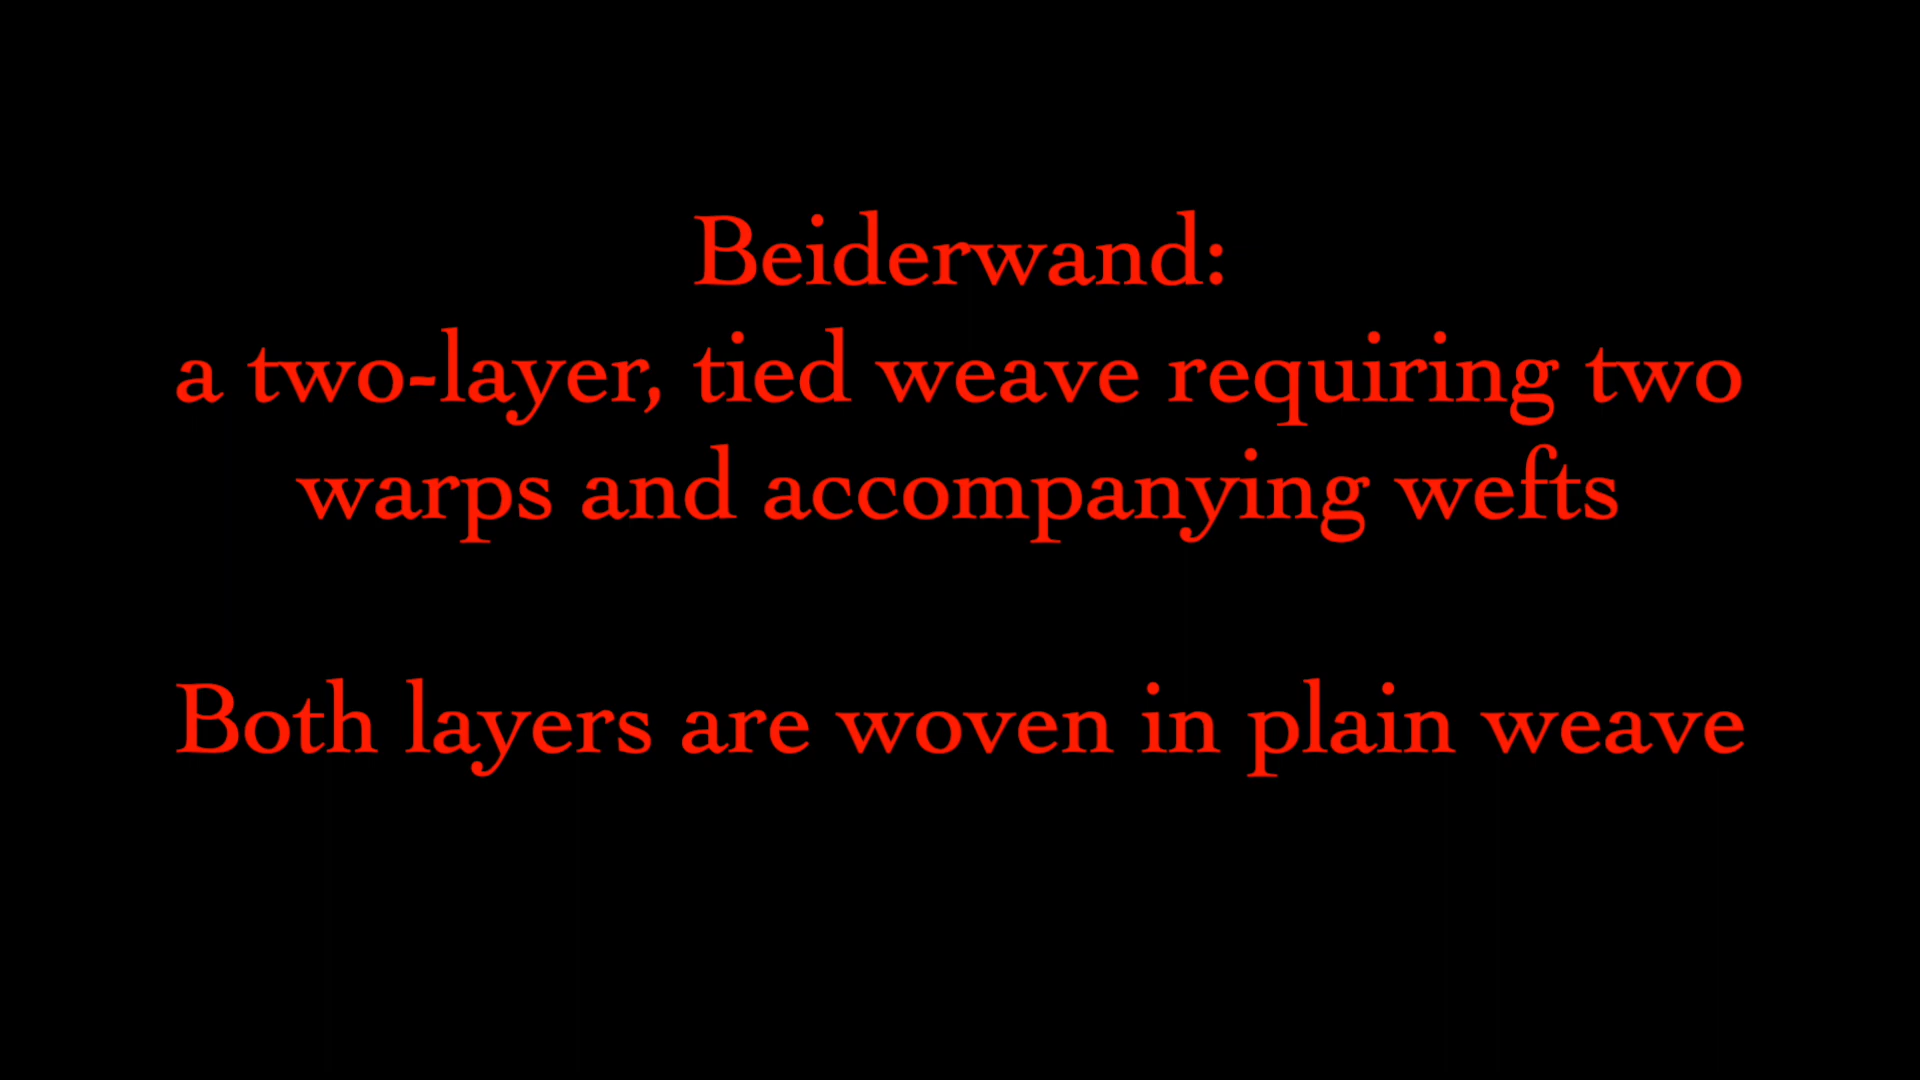 Beiderwand:
a two-layer, tied weave requiring two
warps and accompanying wefts
Both layers are woven in plain weave